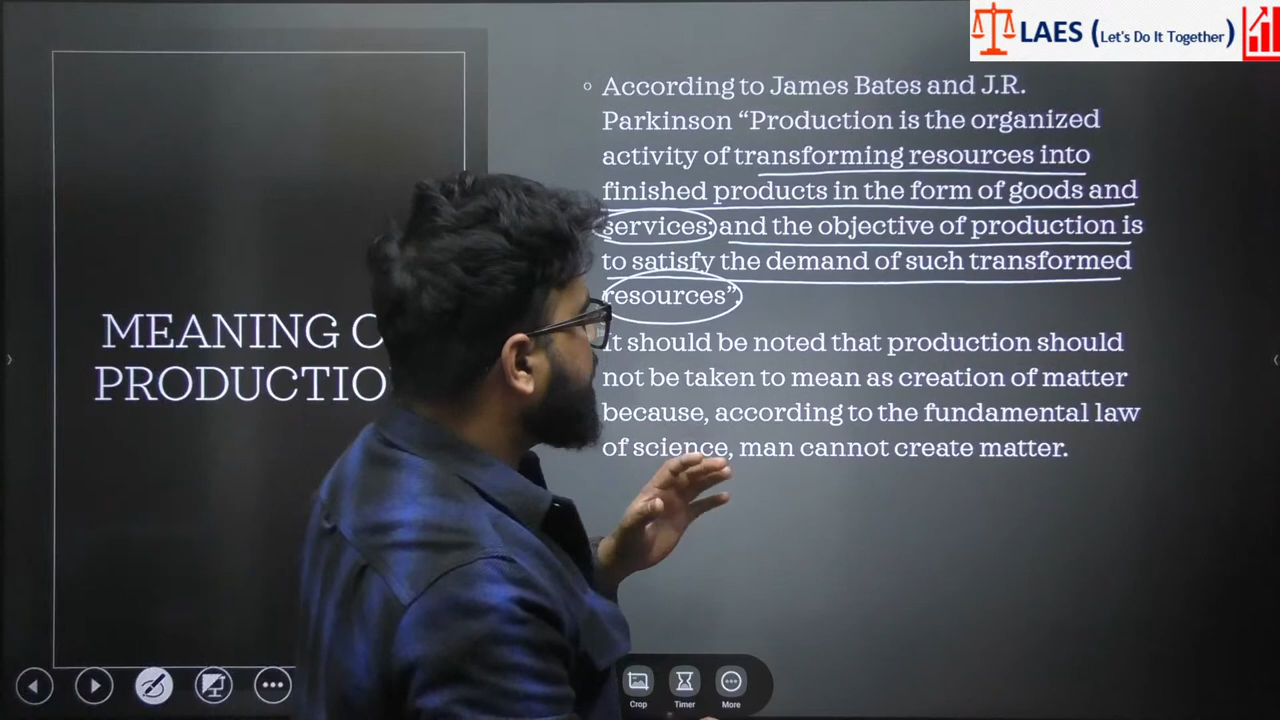 LAES (Let's Do It Together)
According to James Bates and J.R.
Parkinson “Production is the organized
activity of transforming resources into
finished products in the form of goods and
services; and the objective of production is
to satisfy the demand of such transformed
resources”.
It should be noted that production should
not be taken to mean as creation of matter
because, according to the fundamental law
of science, man cannot create matter.
MEANING
Crop Timer More